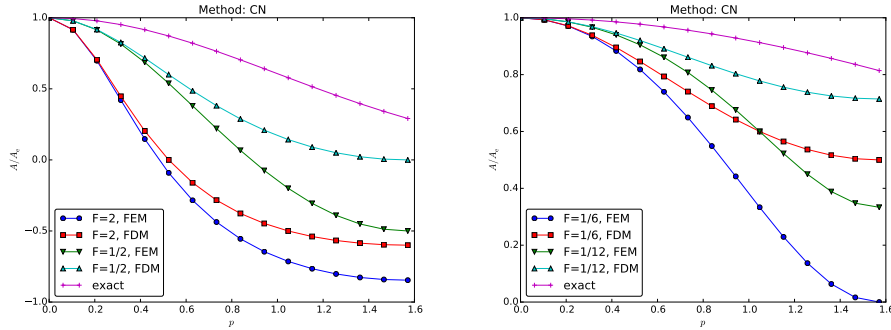 Method: CN
A/A_e
1.0
0.5
0.0
−0.5
−1.0
F=2, FEM
F=2, FDM
F=1/2, FEM
F=1/2, FDM
exact
0.0 0.2 0.4 0.6 0.8 1.0 1.2 1.4 1.6
p
Method: CN
A/A_e
1.0
0.8
0.6
0.4
0.2
0.0
F=1/6, FEM
F=1/6, FDM
F=1/12, FEM
F=1/12, FDM
exact
0.0 0.2 0.4 0.6 0.8 1.0 1.2 1.4 1.6
p